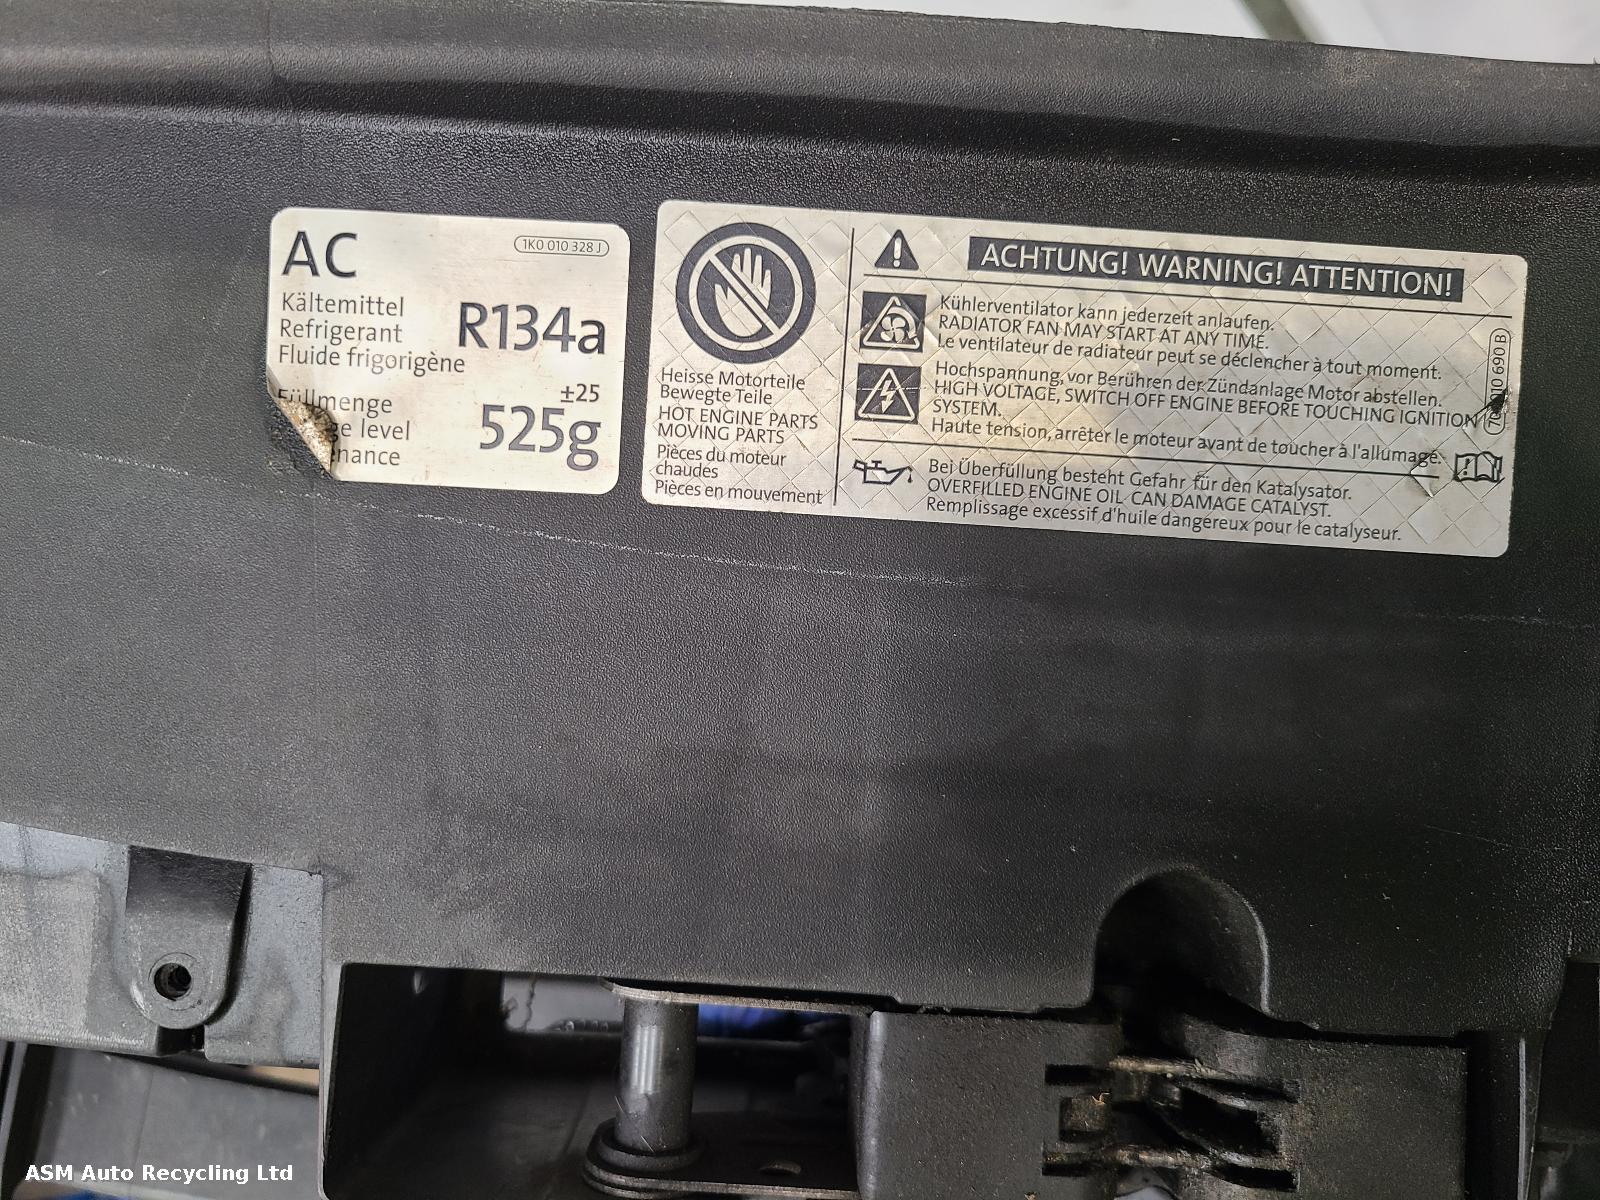 AC
1K0 010 328 J
Kältemittel
Refrigerant
Fluide frigorigène
R134a
Füllmenge
level
±25
525g
Heisse Motorteile
Bewegte Teile
HOT ENGINE PARTS
MOVING PARTS
Pièces du moteur
chaudes
Pièces en mouvement
ACHTUNG! WARNING! ATTENTION!
Kühlerventilator kann jederzeit anlaufen.
RADIATOR FAN MAY START AT ANY TIME.
Le ventilateur de radiateur peut se déclencher à tout moment.
Hochspannung, vor Berühren der Zündanlage Motor abstellen.
HIGH VOLTAGE, SWITCH OFF ENGINE BEFORE TOUCHING IGNITION
SYSTEM.
Haute tension, arrêter le moteur avant de toucher à l'allumage.
Bei Überfüllung besteht Gefahr für den Katalysator.
OVERFILLED ENGINE OIL CAN DAMAGE CATALYST.
Remplissage excessif d'huile dangereux pour le catalyseur.
690 B
ASM Auto Recycling Ltd